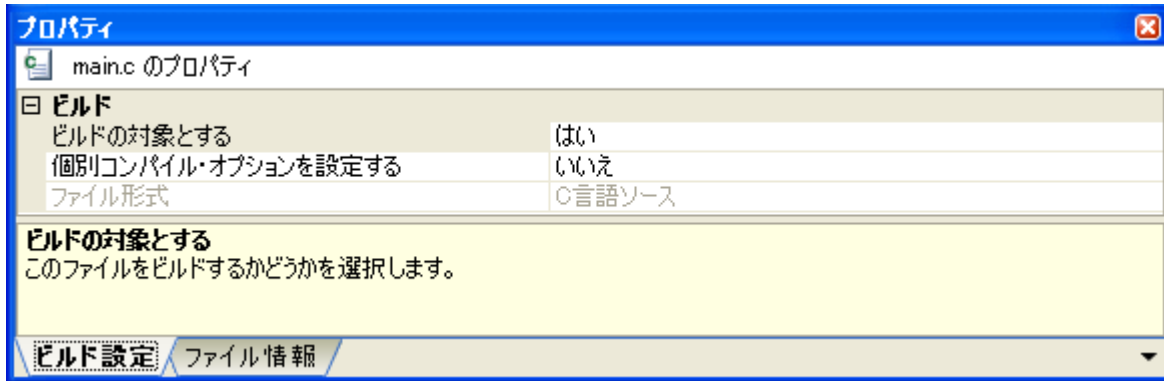 プロパティ
main.c のプロパティ
ビルド
ビルドの対象とする はい
個別コンパイル・オプションを設定する いいえ
ファイル形式 C言語ソース
ビルドの対象とする
このファイルをビルドするかどうかを選択します。
ビルド設定 ファイル情報